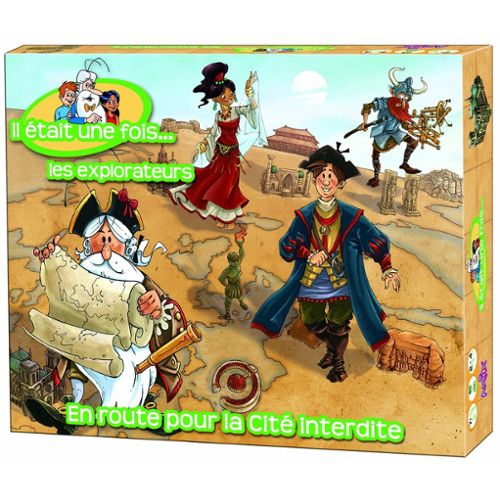 Il était une fois...
les explorateurs
En route pour la Cité interdite